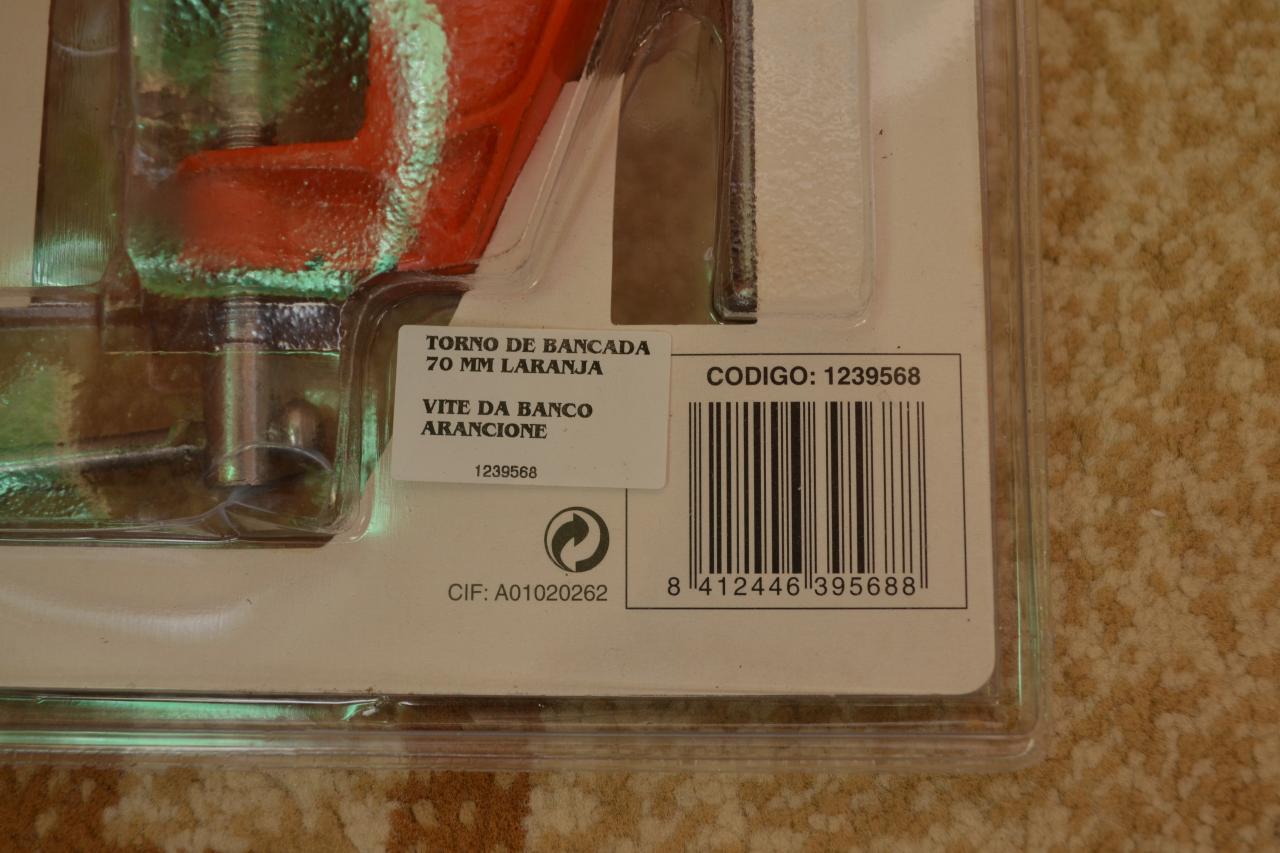 TORNO DE BANCADA
70 MM LARANJA
VITE DA BANCO
ARANCIONE
1239568
CIF: A01020262
CODIGO: 1239568
8 412446 395688